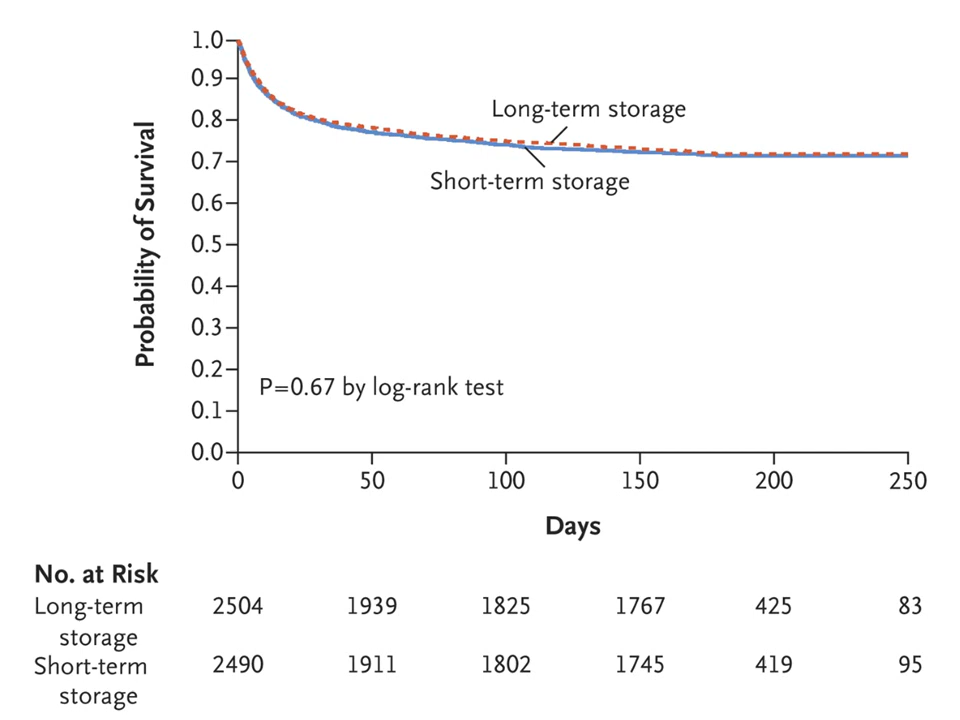 1.0
0.9
0.8
0.7
0.6
0.5
0.4
0.3
0.2
0.1
0.0
Probability of Survival
Long-term storage
Short-term storage
P=0.67 by log-rank test
0 50 100 150 200 250
Days
No. at Risk
Long-term storage 2504 1939 1825 1767 425 83
Short-term storage 2490 1911 1802 1745 419 95